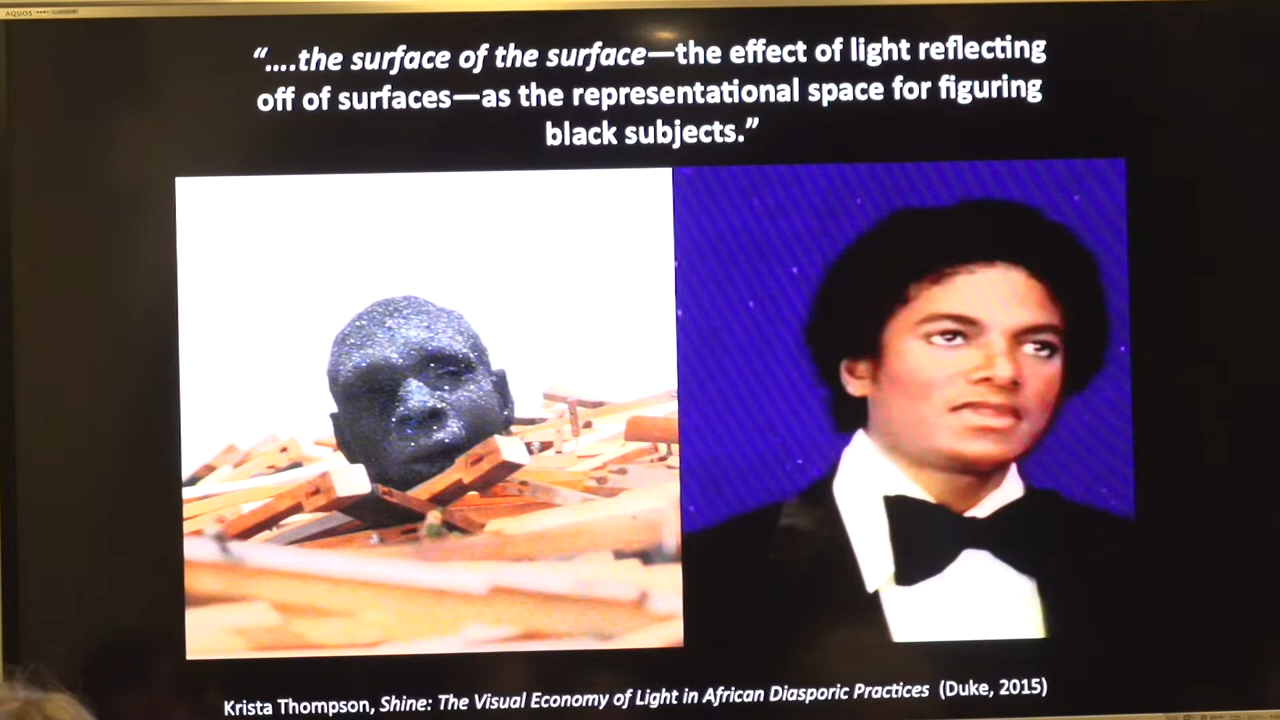 AQUOS
“....the surface of the surface—the effect of light reflecting
off of surfaces—as the representational space for figuring
black subjects.”
Krista Thompson, Shine: The Visual Economy of Light in African Diasporic Practices (Duke, 2015)